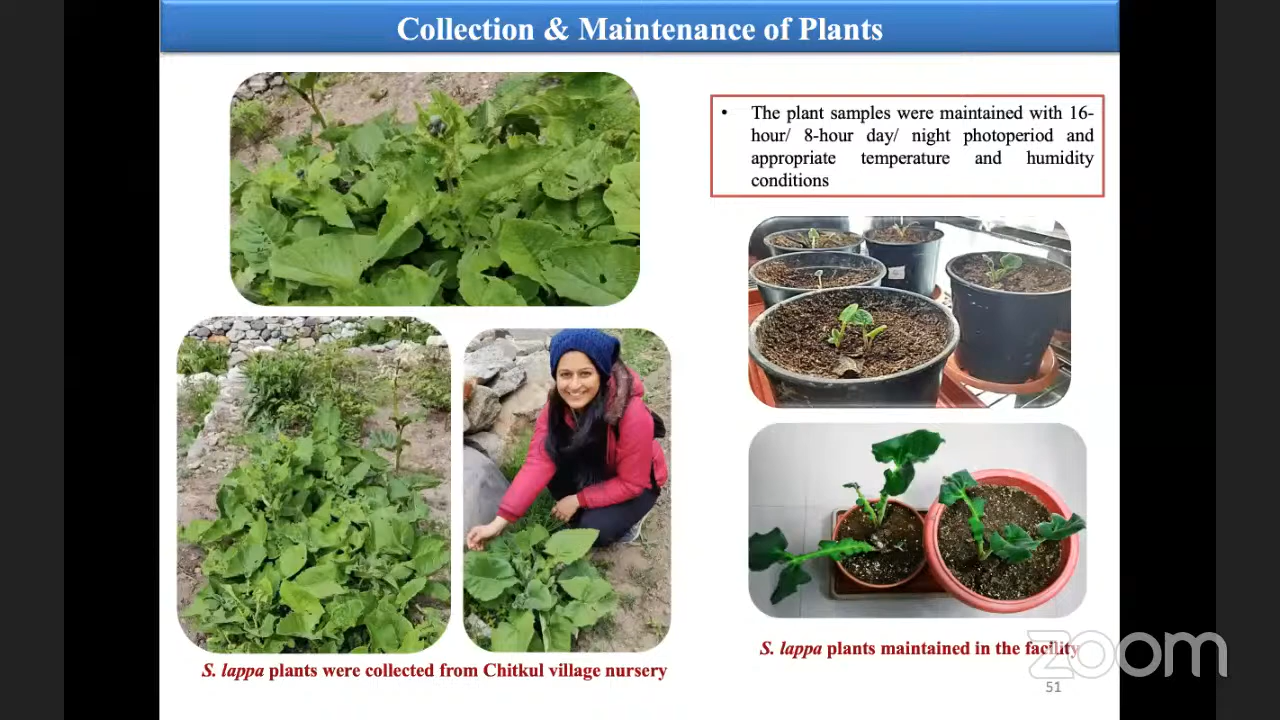 Collection & Maintenance of Plants
• The plant samples were maintained with 16-
hour/ 8-hour day/ night photoperiod and
appropriate temperature and humidity
conditions
S. lappa plants were collected from Chitkul village nursery
S. lappa plants maintained in the facility
zoom
51